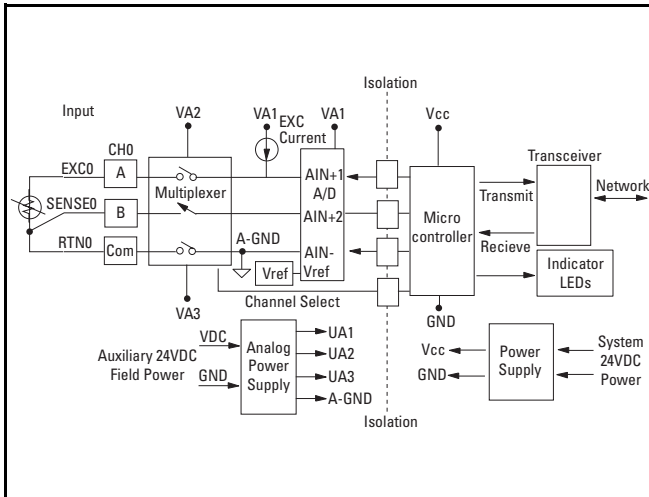 Isolation
Input
VA2
VA1
EXC
Current
VA1
Vcc
CH0
EXC0
A
Transceiver
AIN+1
A/D
Multiplexer
SENSE0
B
AIN+2
Transmit
Network
Micro
controller
RTN0
Com
A-GND
AIN-
Vref
Vref
Recieve
Indicator
LEDs
Channel Select
VA3
GND
VDC
Auxiliary 24VDC
Field Power
GND
Analog
Power
Supply
UA1
UA2
UA3
A-GND
Vcc
GND
Power
Supply
System
24VDC
Power
Isolation